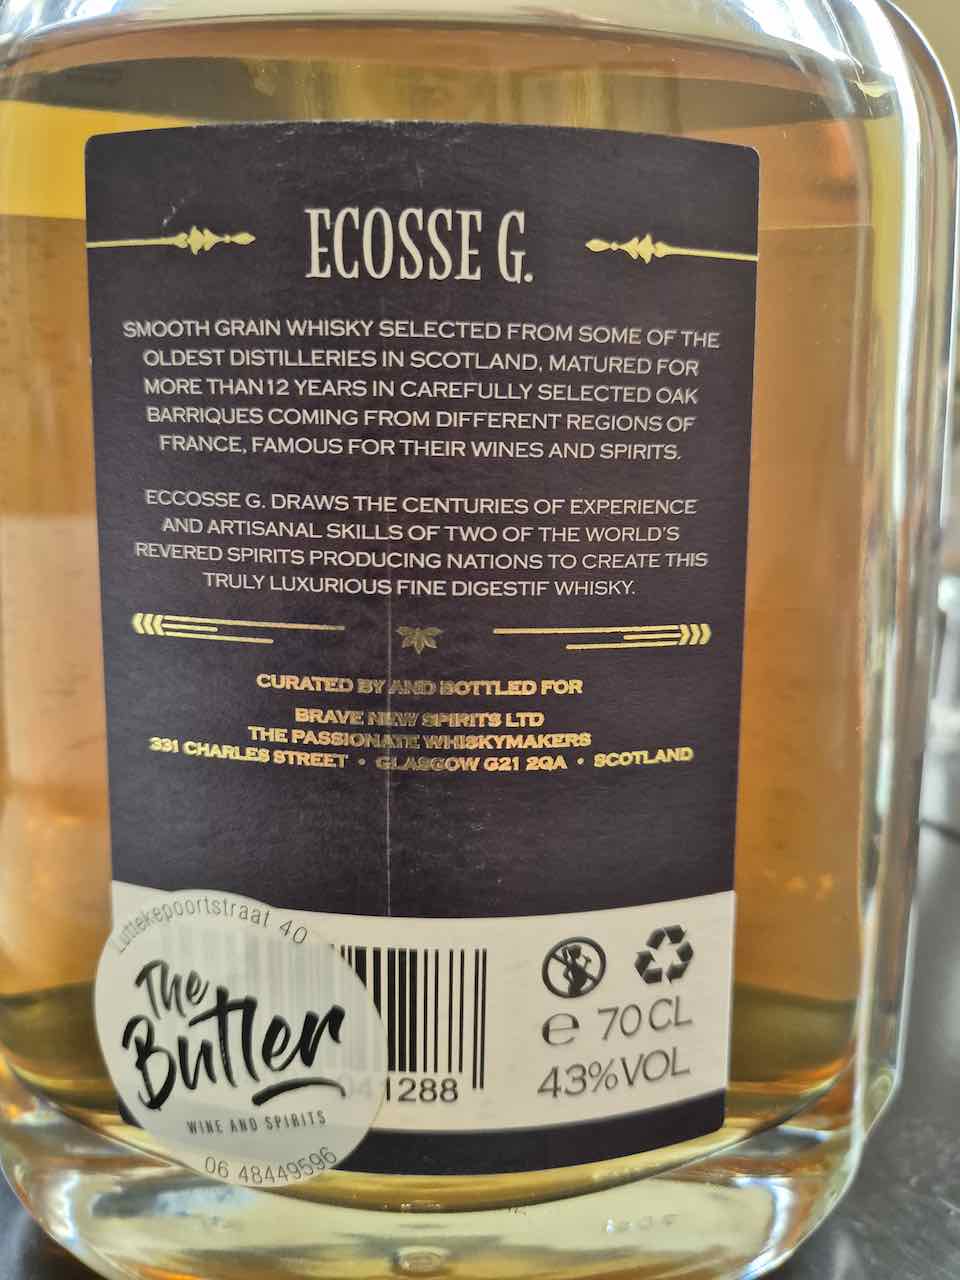 ECOSSE G.
SMOOTH GRAIN WHISKY SELECTED FROM SOME OF THE
OLDEST DISTILLERIES IN SCOTLAND, MATURED FOR
MORE THAN 12 YEARS IN CAREFULLY SELECTED OAK
BARRIQUES COMING FROM DIFFERENT REGIONS OF
FRANCE, FAMOUS FOR THEIR WINES AND SPIRITS.
ECCOSSE G. DRAWS THE CENTURIES OF EXPERIENCE
AND ARTISANAL SKILLS OF TWO OF THE WORLD'S
REVERED SPIRITS PRODUCING NATIONS TO CREATE THIS
TRULY LUXURIOUS FINE DIGESTIF WHISKY.
CURATED BY AND BOTTLED FOR
BRAVE NEW SPIRITS LTD
THE PASSIONATE WHISKYMAKERS
331 CHARLES STREET • GLASGOW G21 2QA • SCOTLAND
Luttekepoortstraat 40
The
Butler
WINE AND SPIRITS
06 48449596
041288
e 70 CL
43%VOL